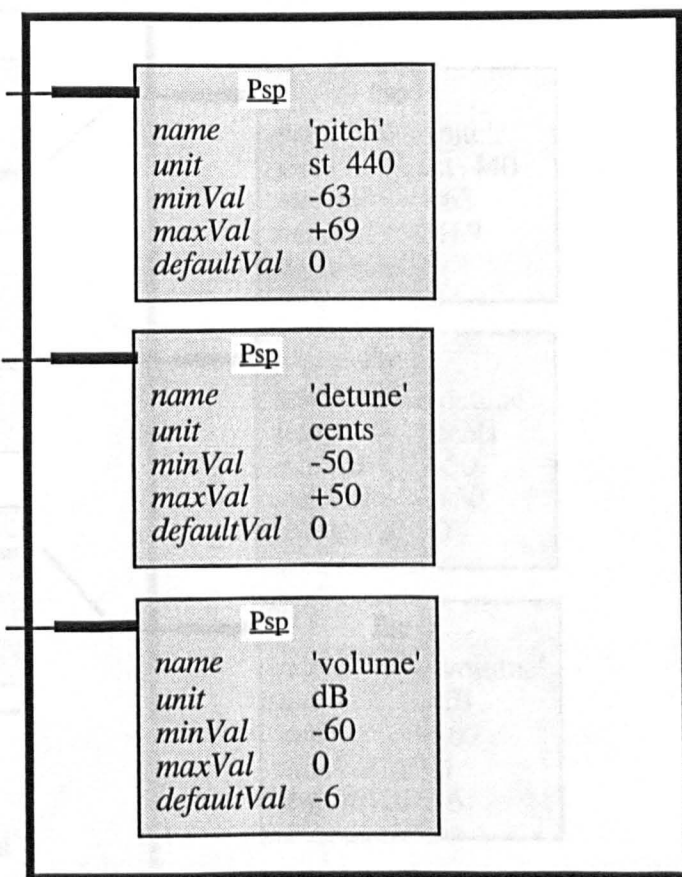 Psp
name 'pitch'
unit st 440
minVal -63
maxVal +69
defaultVal 0
Psp
name 'detune'
unit cents
minVal -50
maxVal +50
defaultVal 0
Psp
name 'volume'
unit dB
minVal -60
maxVal 0
defaultVal -6